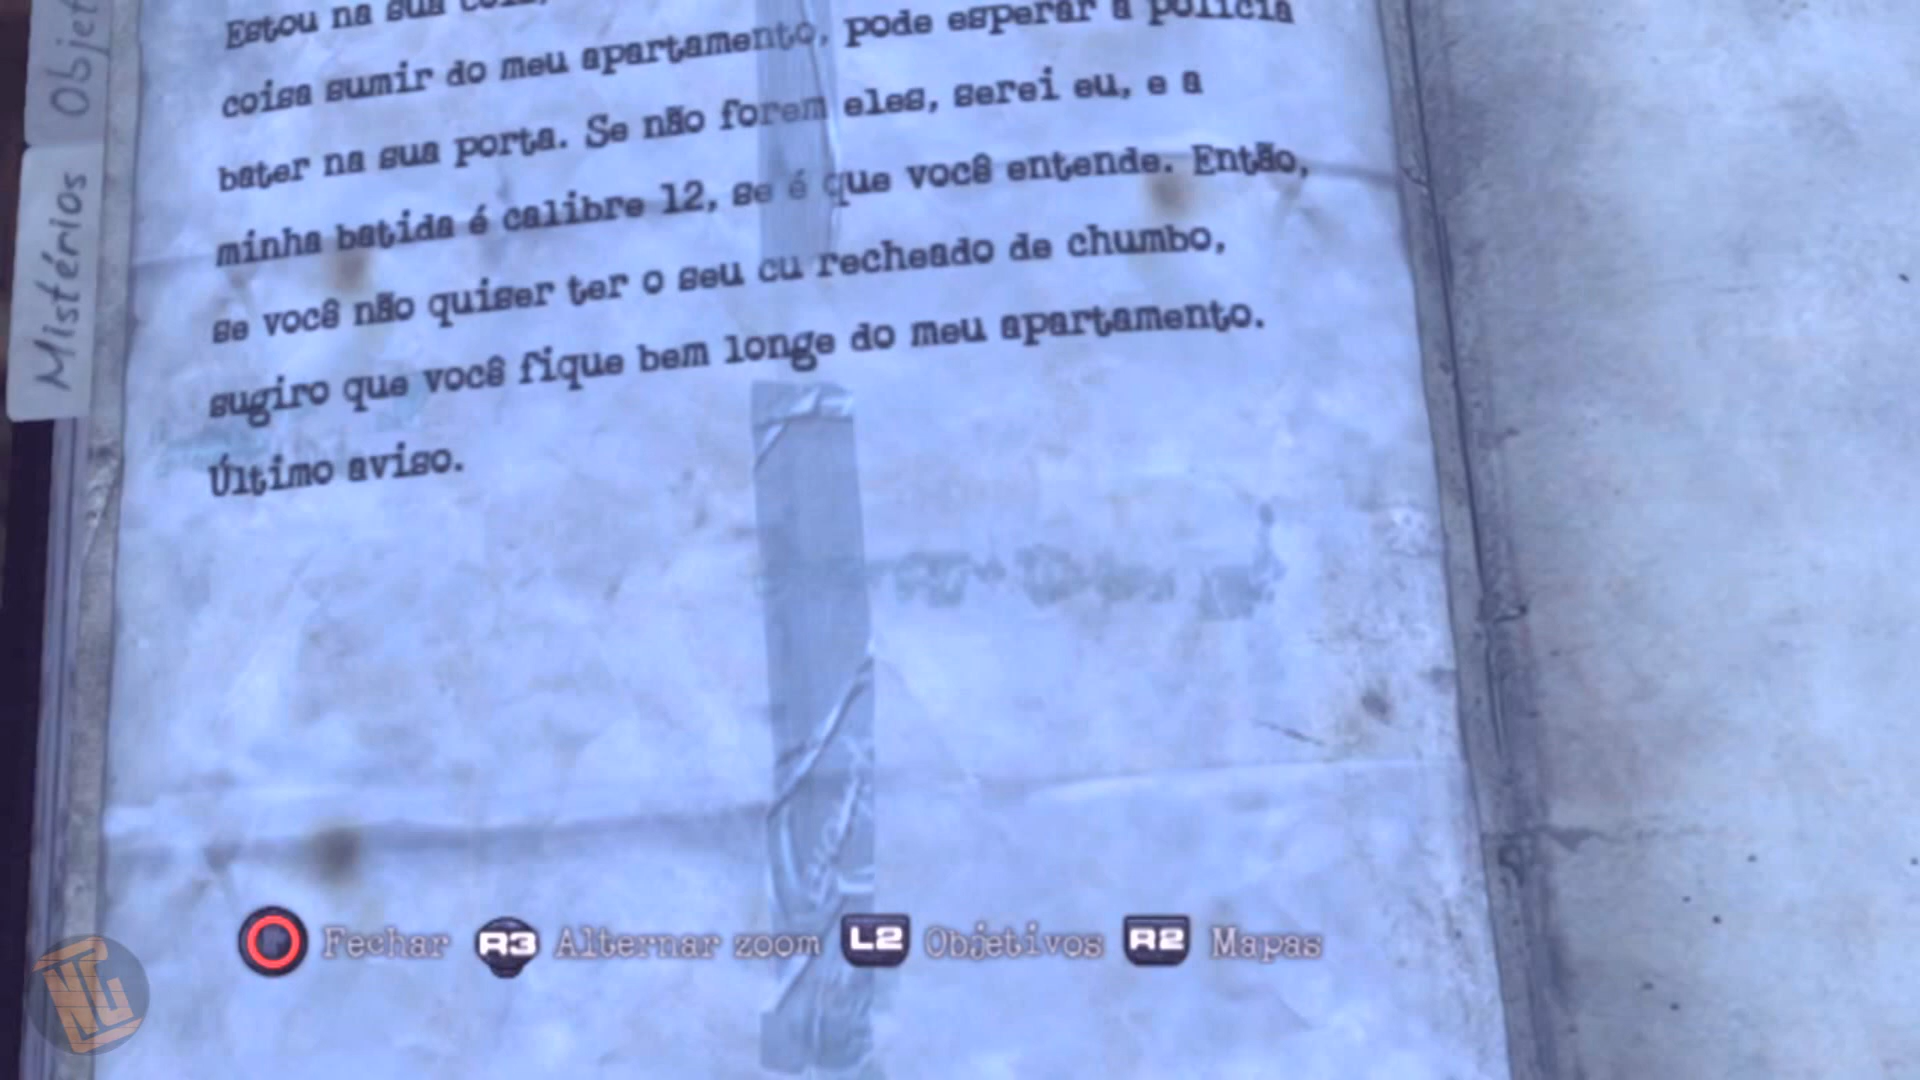 Objet
Mistérios
Estou na sua
coisa sumir do meu apartamento, pode esperar a polícia
bater na sua porta. Se não forem eles, serei eu, e a
minha batida é calibre 12, se é que você entende. Então,
se você não quiser ter o seu cu recheado de chumbo,
sugiro que você fique bem longe do meu apartamento.
Último aviso.
Fechar R3 Alternar zoom L2 Objetivos R2 Mapas
NG